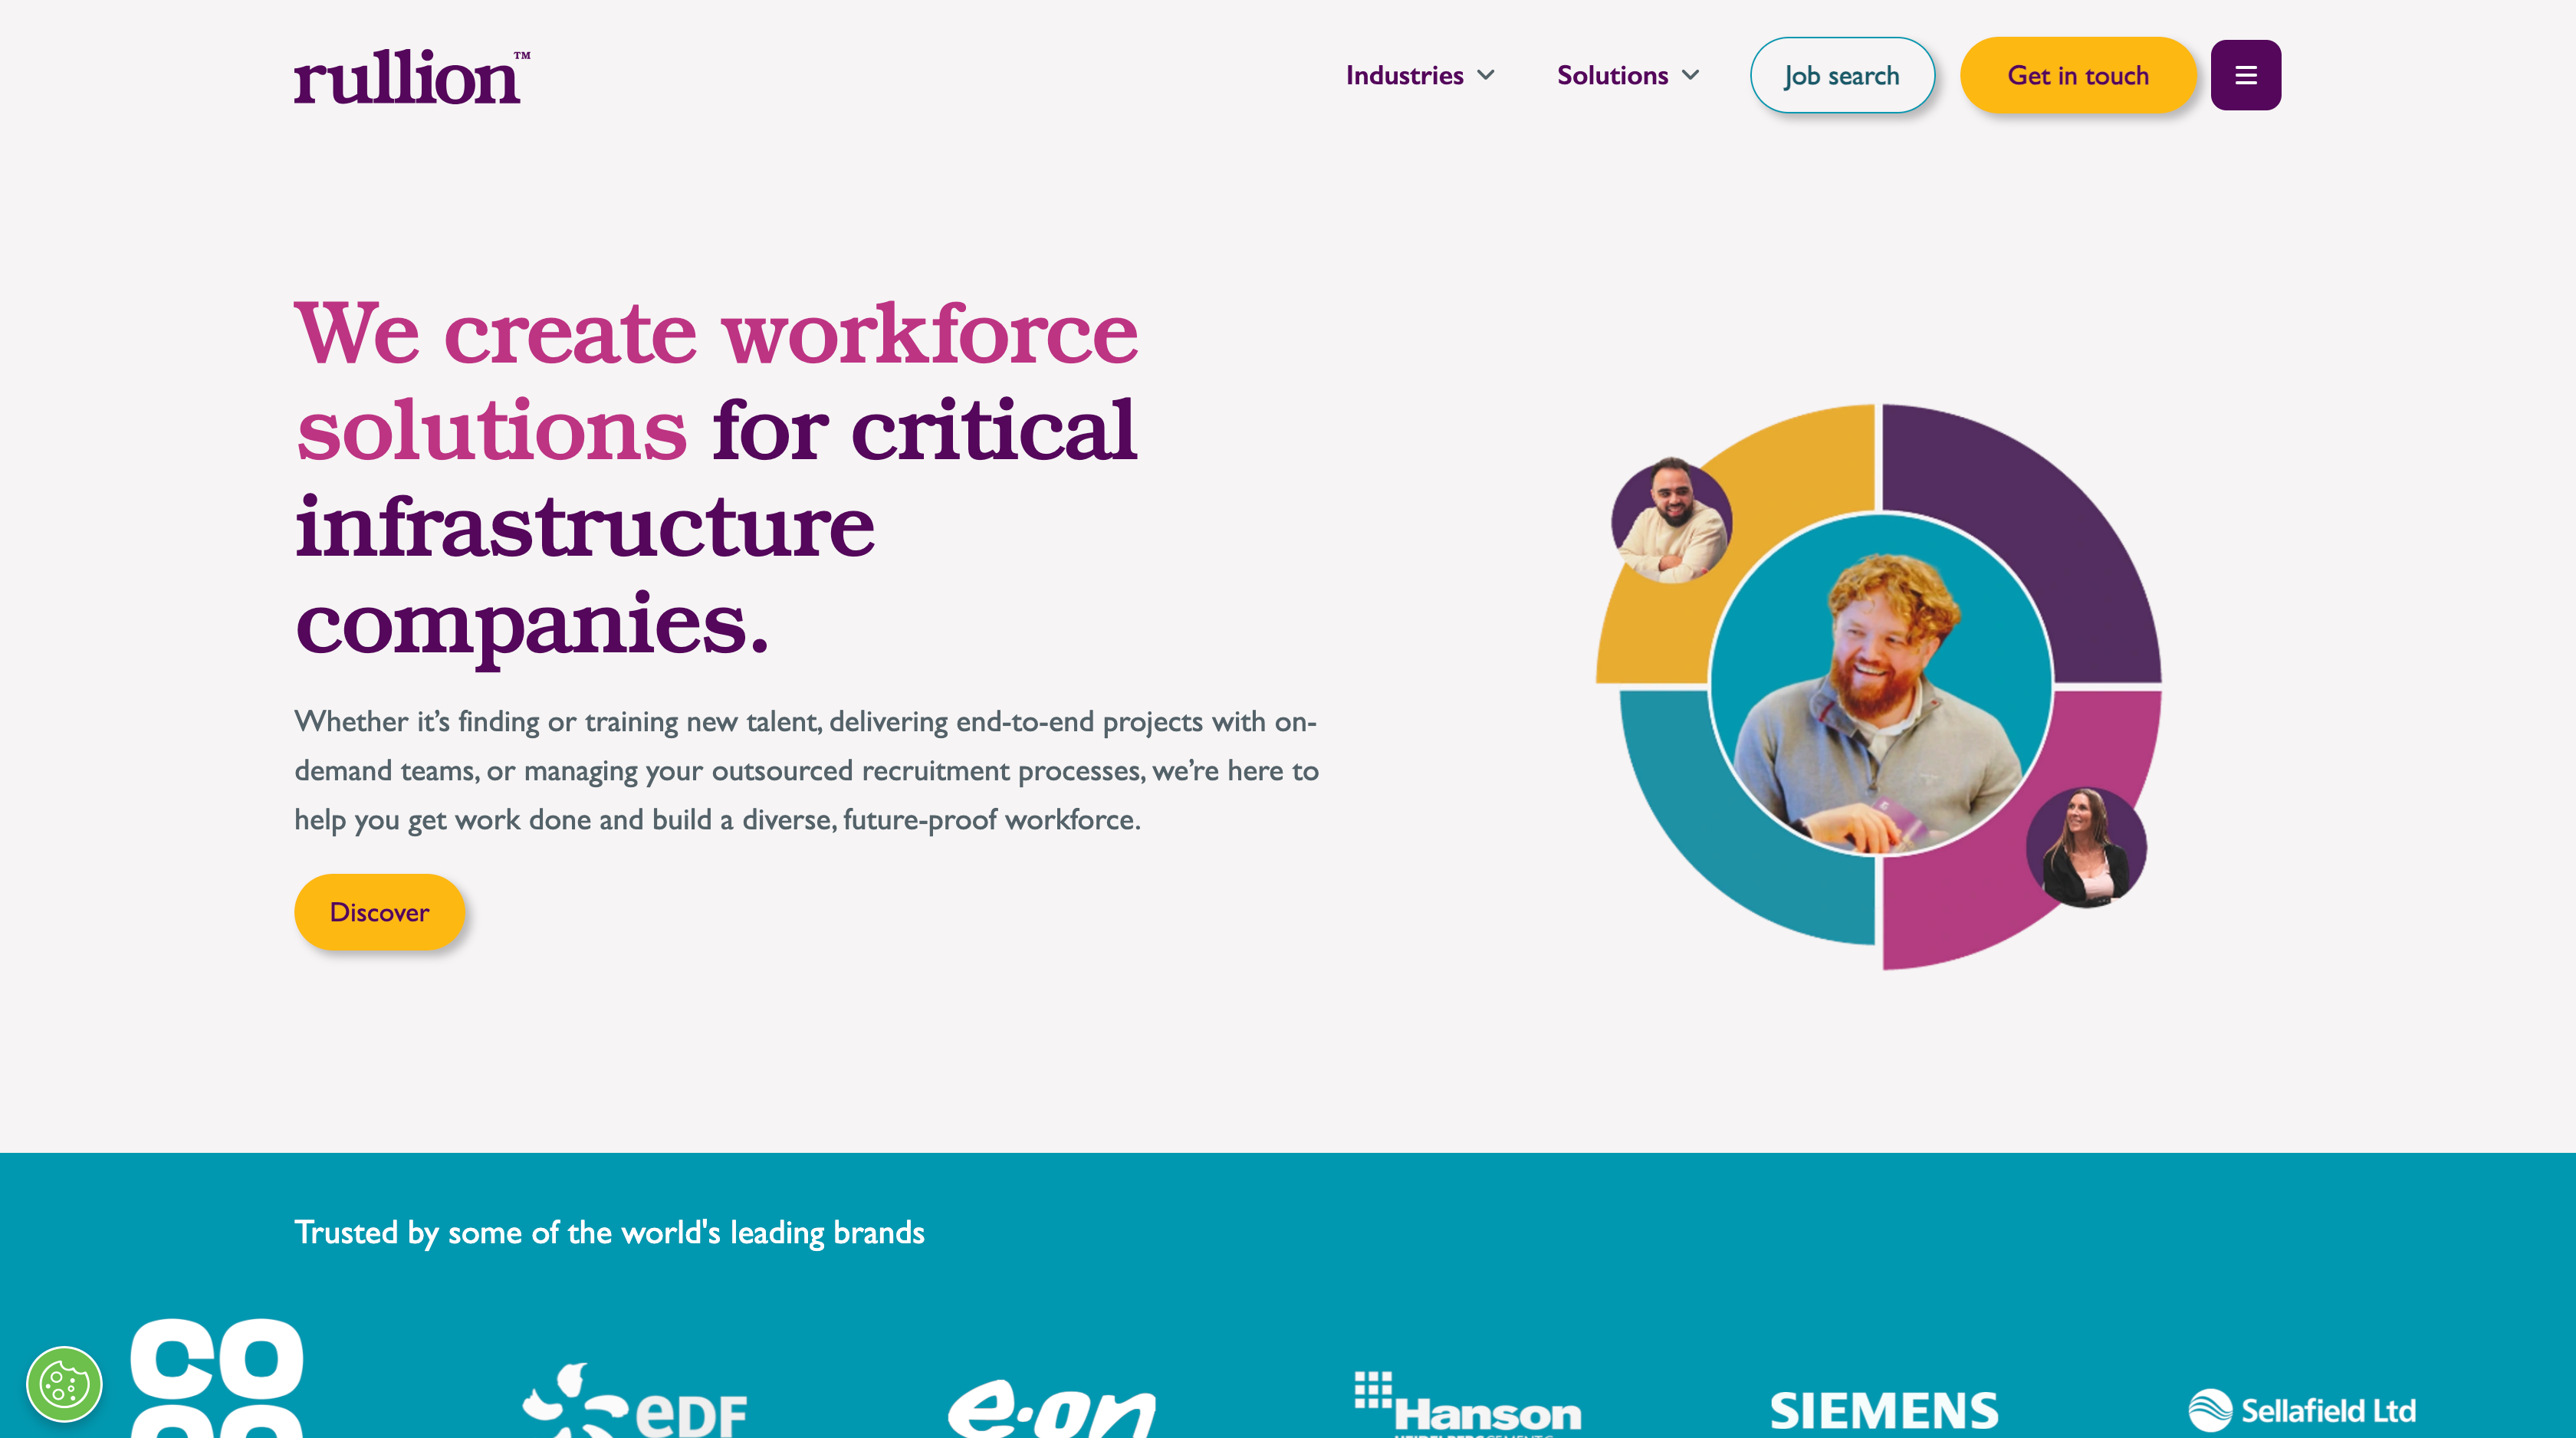 rullion™
Industries
Solutions
Job search
Get in touch
We create workforce
solutions for critical
infrastructure
companies.
Whether it’s finding or training new talent, delivering end-to-end projects with on-
demand teams, or managing your outsourced recruitment processes, we’re here to
help you get work done and build a diverse, future-proof workforce.
Discover
Trusted by some of the world's leading brands
CO
eDF
e·on
Hanson
SIEMENS
Sellafield Ltd